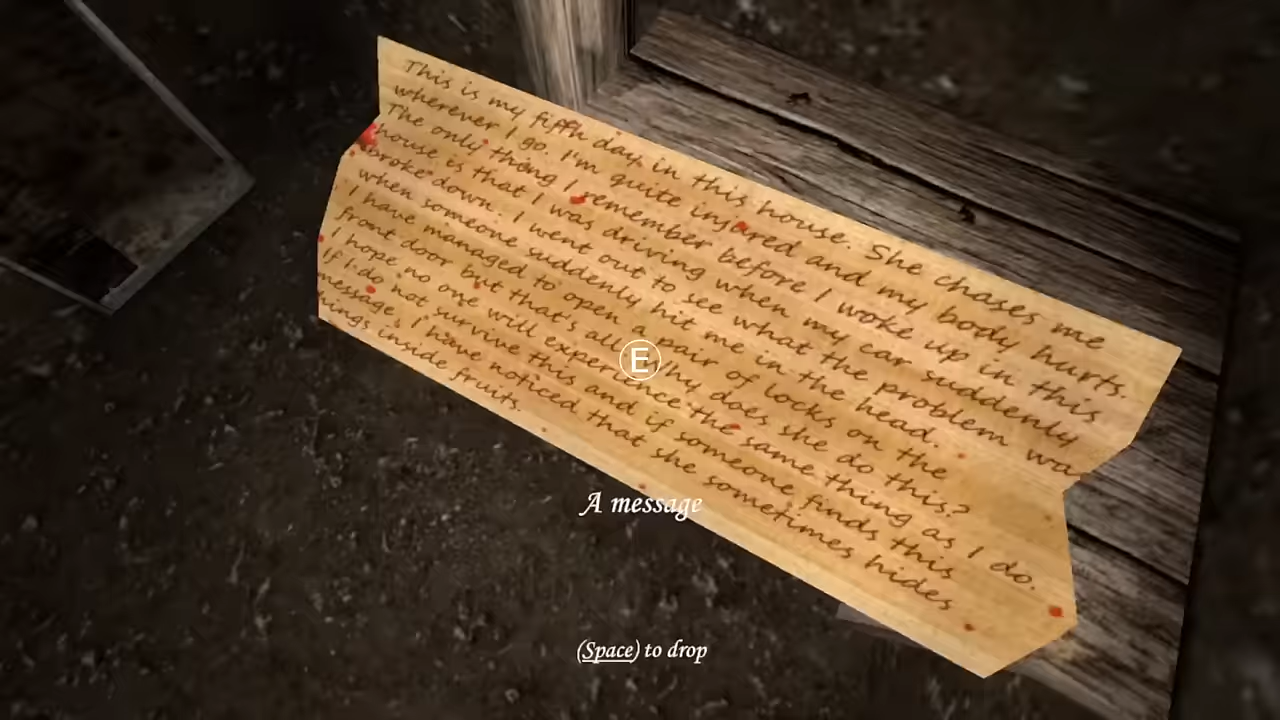 This is my fifth day in this house. She chases me
wherever I go. I'm quite injured and my body hurts.
The only thing I remember before I woke up in this
house is that I was driving when my car suddenly
broke down. I went out to see what the problem wa
when someone suddenly hit me in the head.
I have managed to open a pair of locks on the
front door but that's all. Why does she do this?
I hope no one will experience the same thing as I do.
If I do not survive this and if someone finds this
message, I have noticed that she sometimes hides
things inside fruits.
E
A message
(Space) to drop